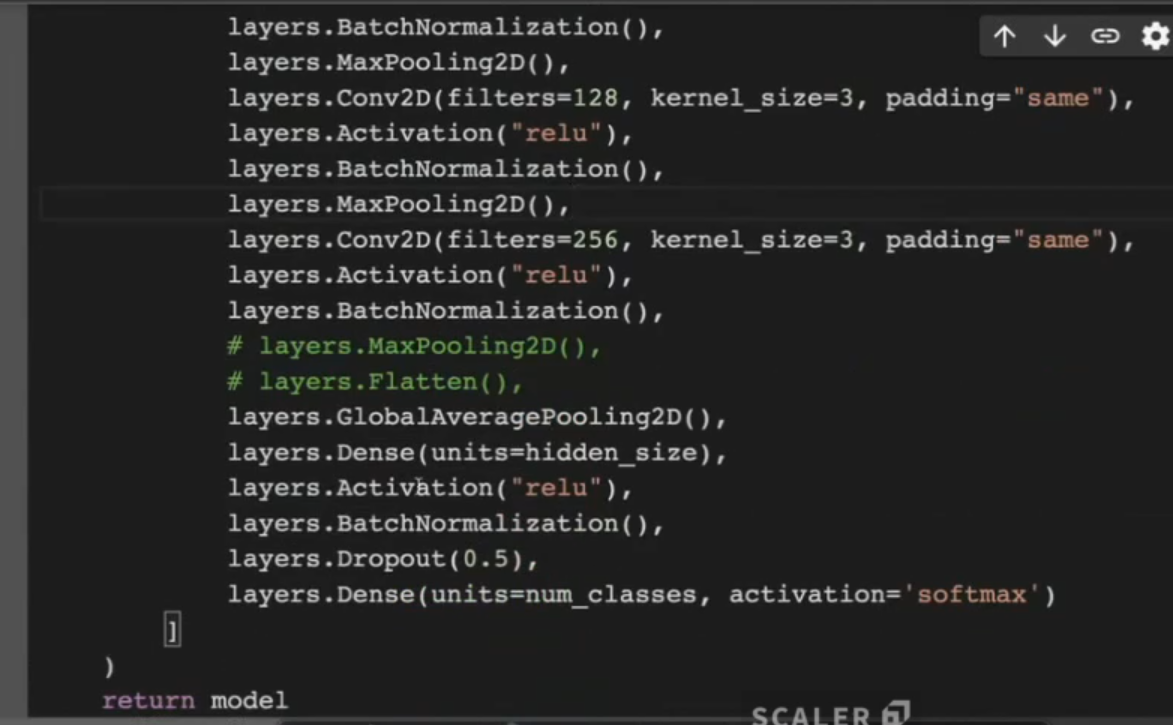 layers.BatchNormalization(),
layers.MaxPooling2D(),
layers.Conv2D(filters=128, kernel_size=3, padding="same"),
layers.Activation("relu"),
layers.BatchNormalization(),
layers.MaxPooling2D(),
layers.Conv2D(filters=256, kernel_size=3, padding="same"),
layers.Activation("relu"),
layers.BatchNormalization(),
# layers.MaxPooling2D(),
# layers.Flatten(),
layers.GlobalAveragePooling2D(),
layers.Dense(units=hidden_size),
layers.Activation("relu"),
layers.BatchNormalization(),
layers.Dropout(0.5),
layers.Dense(units=num_classes, activation='softmax')
]
)
return model
SCALER